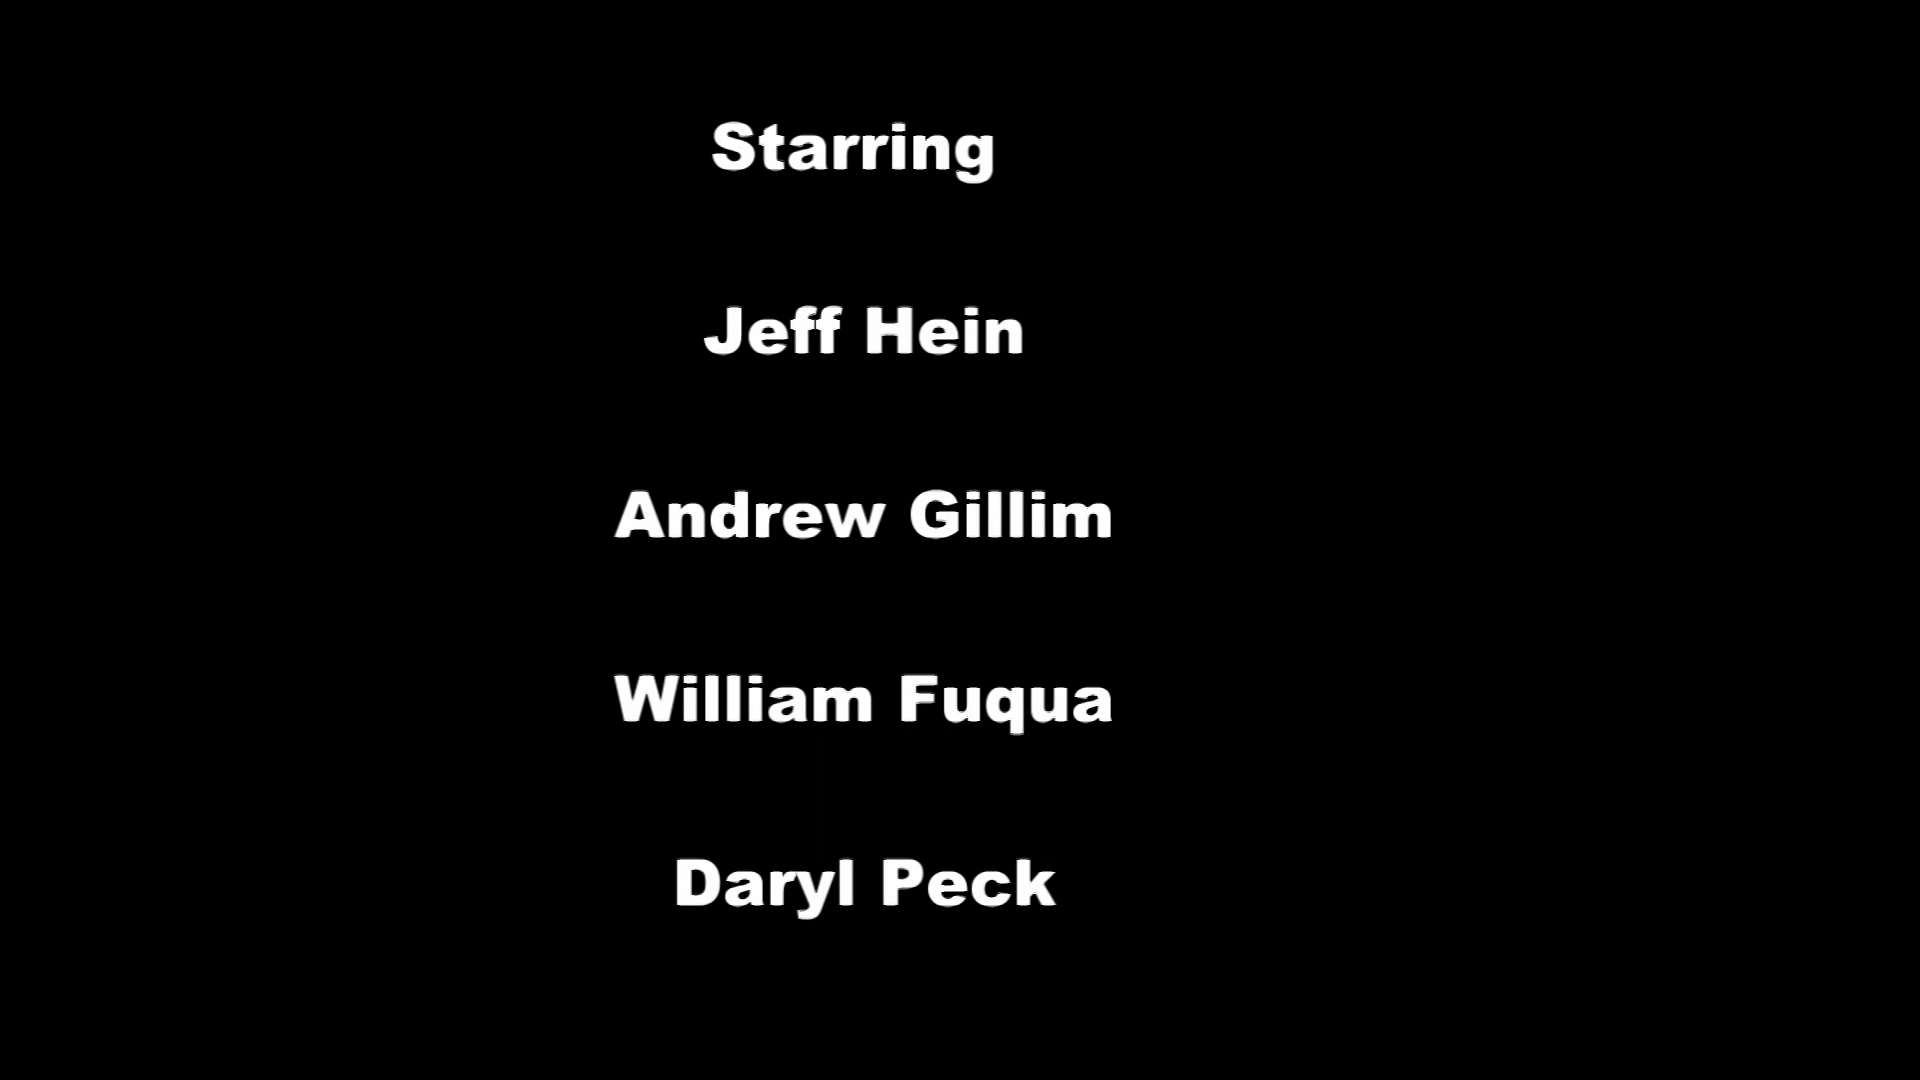 Starring
Jeff Hein
Andrew Gillim
William Fuqua
Daryl Peck